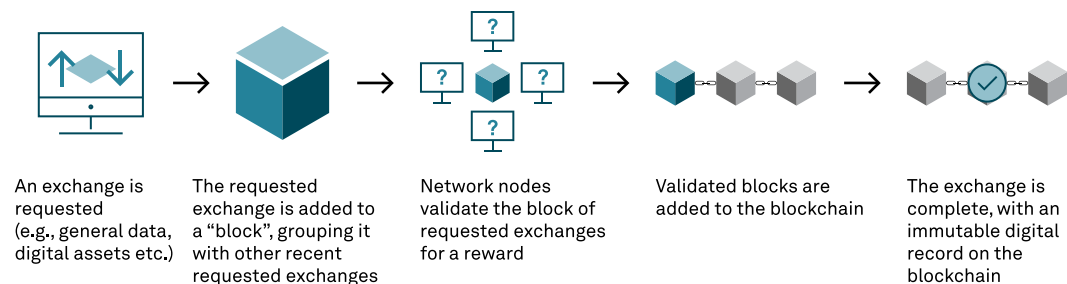 ?
?
?
?
An exchange is
requested
(e.g., general data,
digital assets etc.)
The requested
exchange is added to
a “block”, grouping it
with other recent
requested exchanges
Network nodes
validate the block of
requested exchanges
for a reward
Validated blocks are
added to the blockchain
The exchange is
complete, with an
immutable digital
record on the
blockchain